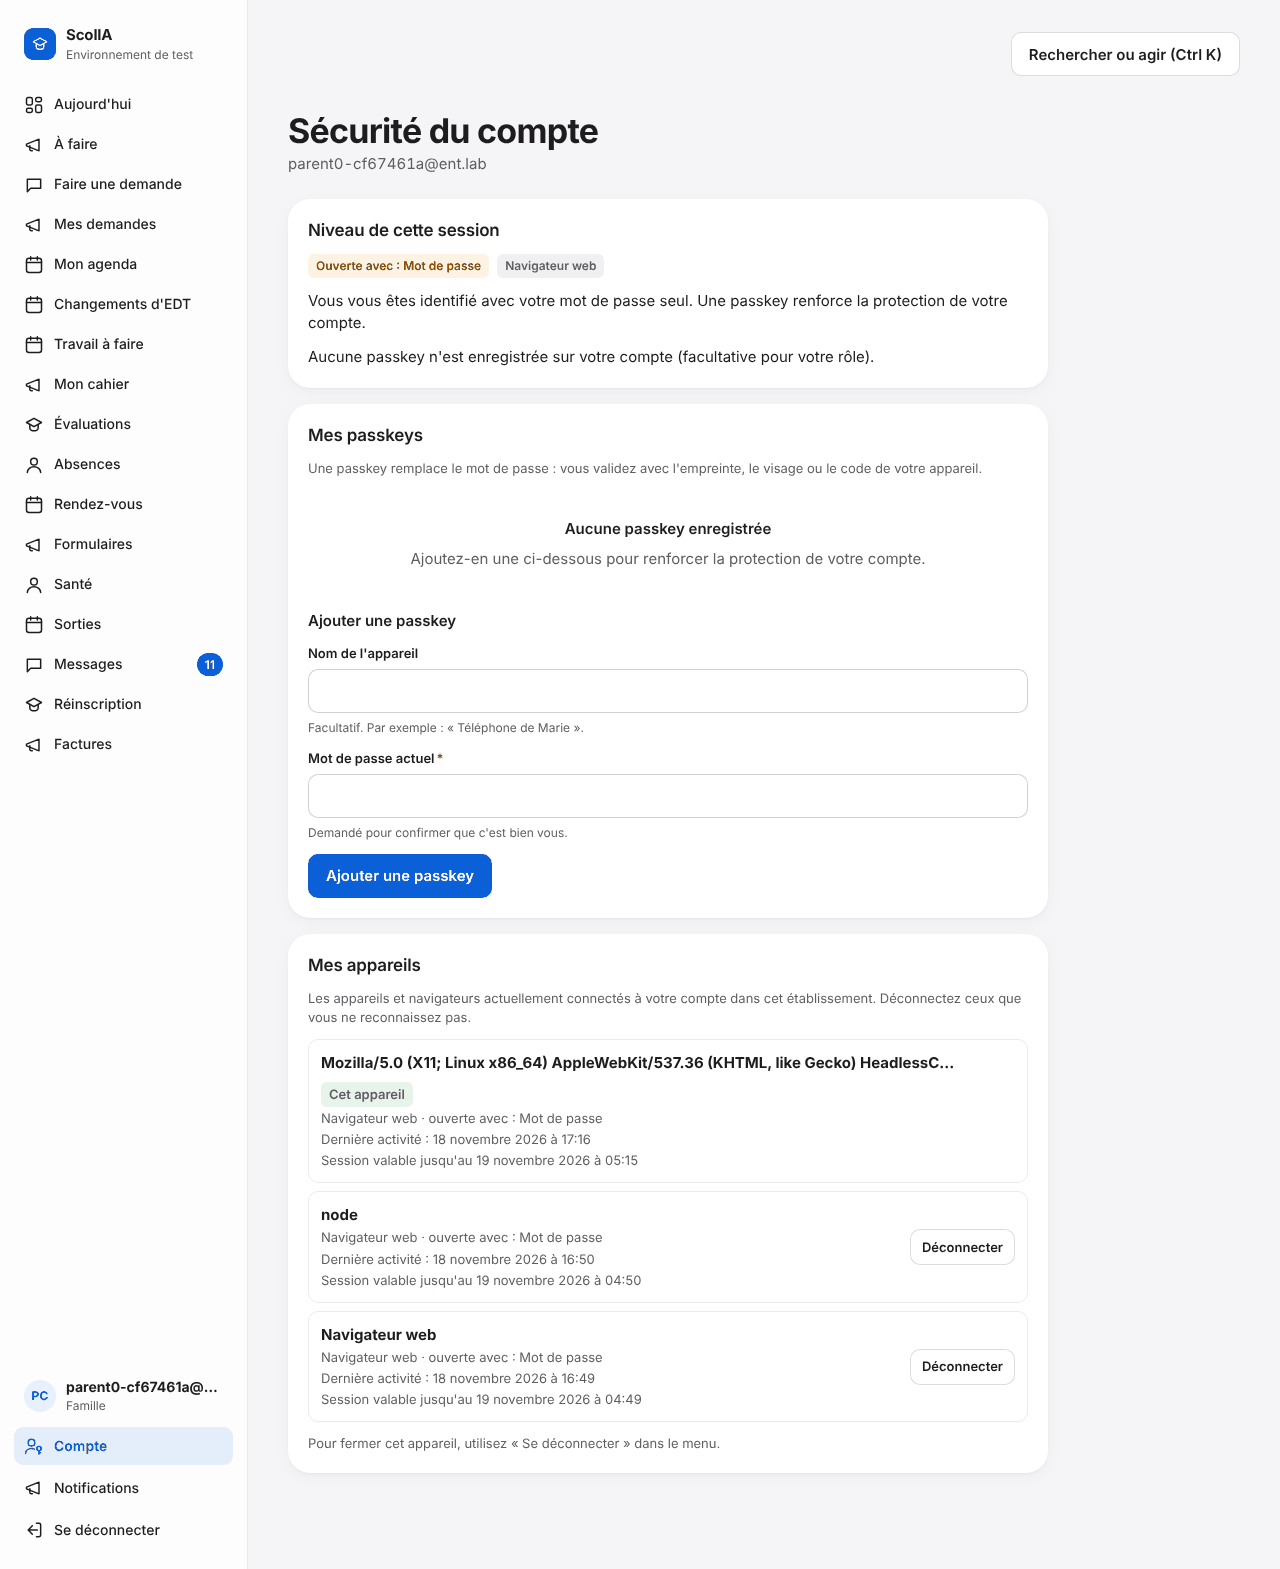 ScolIA
Environnement de test
Aujourd'hui
À faire
Faire une demande
Mes demandes
Mon agenda
Changements d'EDT
Travail à faire
Mon cahier
Évaluations
Absences
Rendez-vous
Formulaires
Santé
Sorties
Messages 11
Réinscription
Factures
PC
parent0-cf67461a@...
Famille
Compte
Notifications
Se déconnecter
Rechercher ou agir (Ctrl K)
Sécurité du compte
parent0-cf67461a@ent.lab
Niveau de cette session
Ouverte avec : Mot de passe Navigateur web
Vous vous êtes identifié avec votre mot de passe seul. Une passkey renforce la protection de votre
compte.
Aucune passkey n'est enregistrée sur votre compte (facultative pour votre rôle).
Mes passkeys
Une passkey remplace le mot de passe : vous validez avec l'empreinte, le visage ou le code de votre appareil.
Aucune passkey enregistrée
Ajoutez-en une ci-dessous pour renforcer la protection de votre compte.
Ajouter une passkey
Nom de l'appareil
Facultatif. Par exemple : « Téléphone de Marie ».
Mot de passe actuel *
Demandé pour confirmer que c'est bien vous.
Ajouter une passkey
Mes appareils
Les appareils et navigateurs actuellement connectés à votre compte dans cet établissement. Déconnectez ceux que
vous ne reconnaissez pas.
Mozilla/5.0 (X11; Linux x86_64) AppleWebKit/537.36 (KHTML, like Gecko) HeadlessC...
Cet appareil
Navigateur web · ouverte avec : Mot de passe
Dernière activité : 18 novembre 2026 à 17:16
Session valable jusqu'au 19 novembre 2026 à 05:15
node
Navigateur web · ouverte avec : Mot de passe
Dernière activité : 18 novembre 2026 à 16:50
Session valable jusqu'au 19 novembre 2026 à 04:50
Déconnecter
Navigateur web
Navigateur web · ouverte avec : Mot de passe
Dernière activité : 18 novembre 2026 à 16:49
Session valable jusqu'au 19 novembre 2026 à 04:49
Déconnecter
Pour fermer cet appareil, utilisez « Se déconnecter » dans le menu.